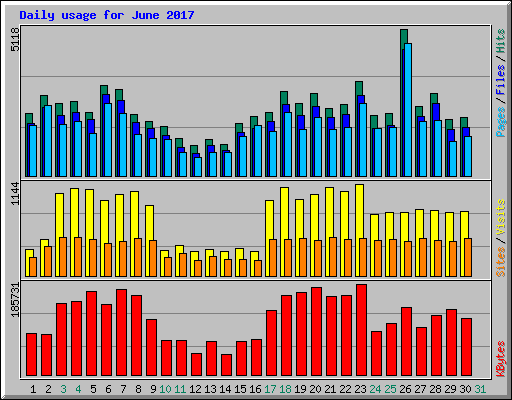 Daily usage for June 2017
5118
Pages / Files / Hits
1144
Sites / Visits
185731
KBytes
1 2 3 4 5 6 7 8 9 10 11 12 13 14 15 16 17 18 19 20 21 22 23 24 25 26 27 28 29 30 31